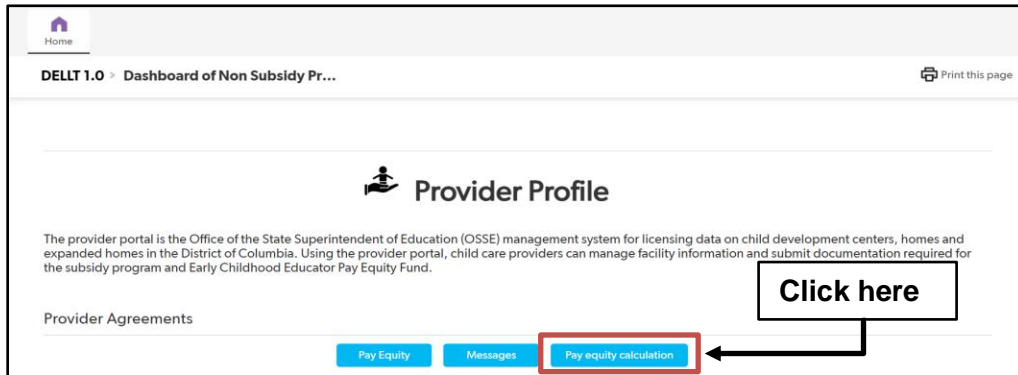 Home
DELLT 1.0 > Dashboard of Non Subsidy Pr...
Print this page
Provider Profile
The provider portal is the Office of the State Superintendent of Education (OSSE) management system for licensing data on child development centers, homes and
expanded homes in the District of Columbia. Using the provider portal, child care providers can manage facility information and submit documentation required for
the subsidy program and Early Childhood Educator Pay Equity Fund.
Click here
Provider Agreements
Pay Equity
Messages
Pay equity calculation